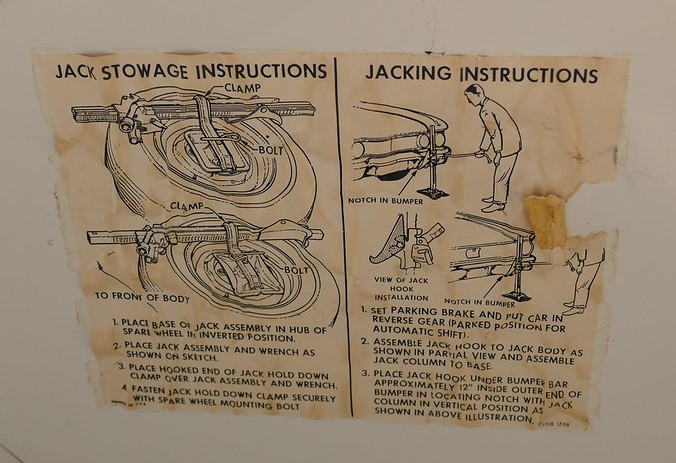 JACK STOWAGE INSTRUCTIONS
CLAMP
BOLT
CLAMP
BOLT
TO FRONT OF BODY
1. PLACE BASE OF JACK ASSEMBLY IN HUB OF
SPARE WHEEL IN INVERTED POSITION.
2. PLACE JACK ASSEMBLY AND WRENCH AS
SHOWN ON SKETCH.
3. PLACE HOOKED END OF JACK HOLD DOWN
CLAMP OVER JACK ASSEMBLY AND WRENCH.
4. FASTEN JACK HOLD DOWN CLAMP SECURELY
WITH SPARE WHEEL MOUNTING BOLT
JACKING INSTRUCTIONS
NOTCH IN BUMPER
VIEW OF JACK
HOOK
INSTALLATION
NOTCH IN BUMPER
1. SET PARKING BRAKE AND PUT CAR IN
REVERSE GEAR (PARKED POSITION FOR
AUTOMATIC SHIFT).
2. ASSEMBLE JACK HOOK TO JACK BODY AS
SHOWN IN PARTIAL VIEW AND ASSEMBLE
JACK COLUMN TO BASE.
3. PLACE JACK HOOK UNDER BUMPER BAR
APPROXIMATELY 12" INSIDE OUTER END OF
BUMPER IN LOCATING NOTCH WITH JACK
COLUMN IN VERTICAL POSITION AS
SHOWN IN ABOVE ILLUSTRATION.